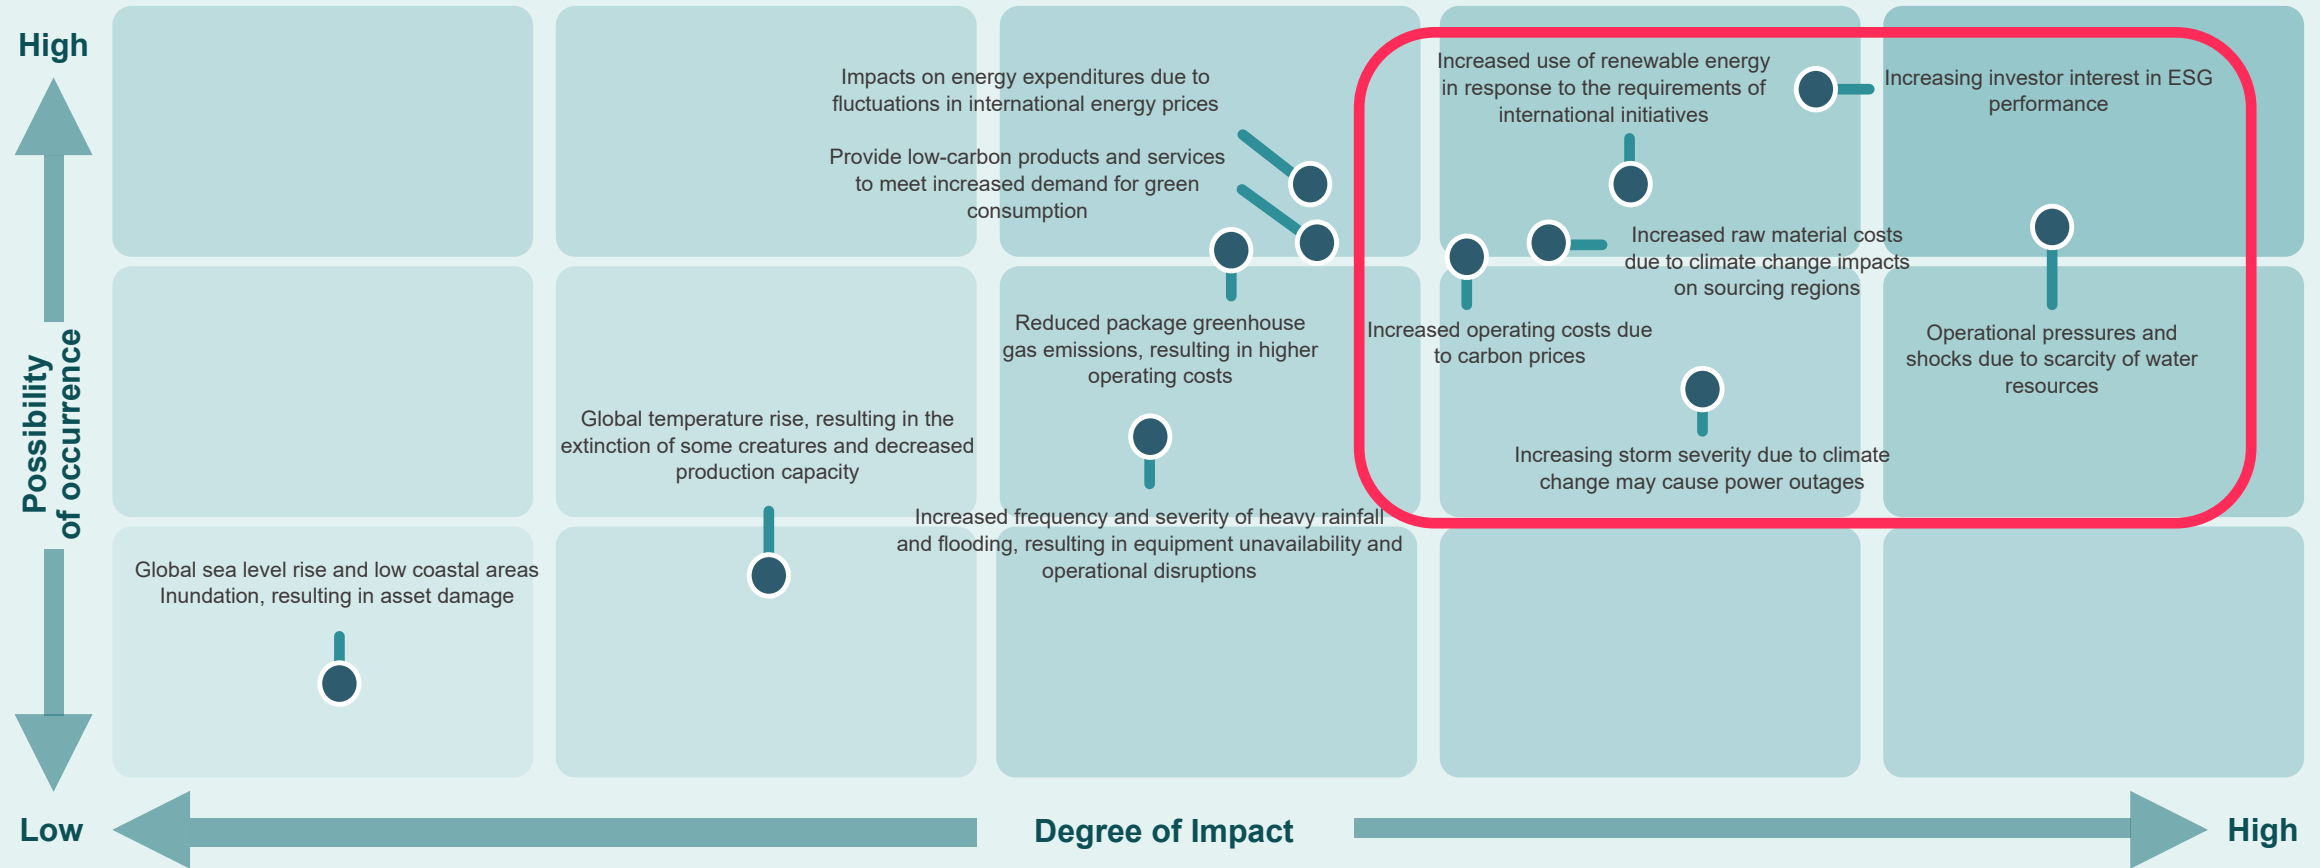 High
Impacts on energy expenditures due to
fluctuations in international energy prices
Increased use of renewable energy
in response to the requirements of
international initiatives
Increasing investor interest in ESG
performance
Provide low-carbon products and services
to meet increased demand for green
consumption
Increased raw material costs
due to climate change impacts
on sourcing regions
Reduced package greenhouse
gas emissions, resulting in higher
operating costs
Increased operating costs due
to carbon prices
Operational pressures and
shocks due to scarcity of water
resources
Possibility
of occurrence
Global temperature rise, resulting in the
extinction of some creatures and decreased
production capacity
Increasing storm severity due to climate
change may cause power outages
Increased frequency and severity of heavy rainfall
and flooding, resulting in equipment unavailability and
operational disruptions
Global sea level rise and low coastal areas
Inundation, resulting in asset damage
Low
Degree of Impact
High